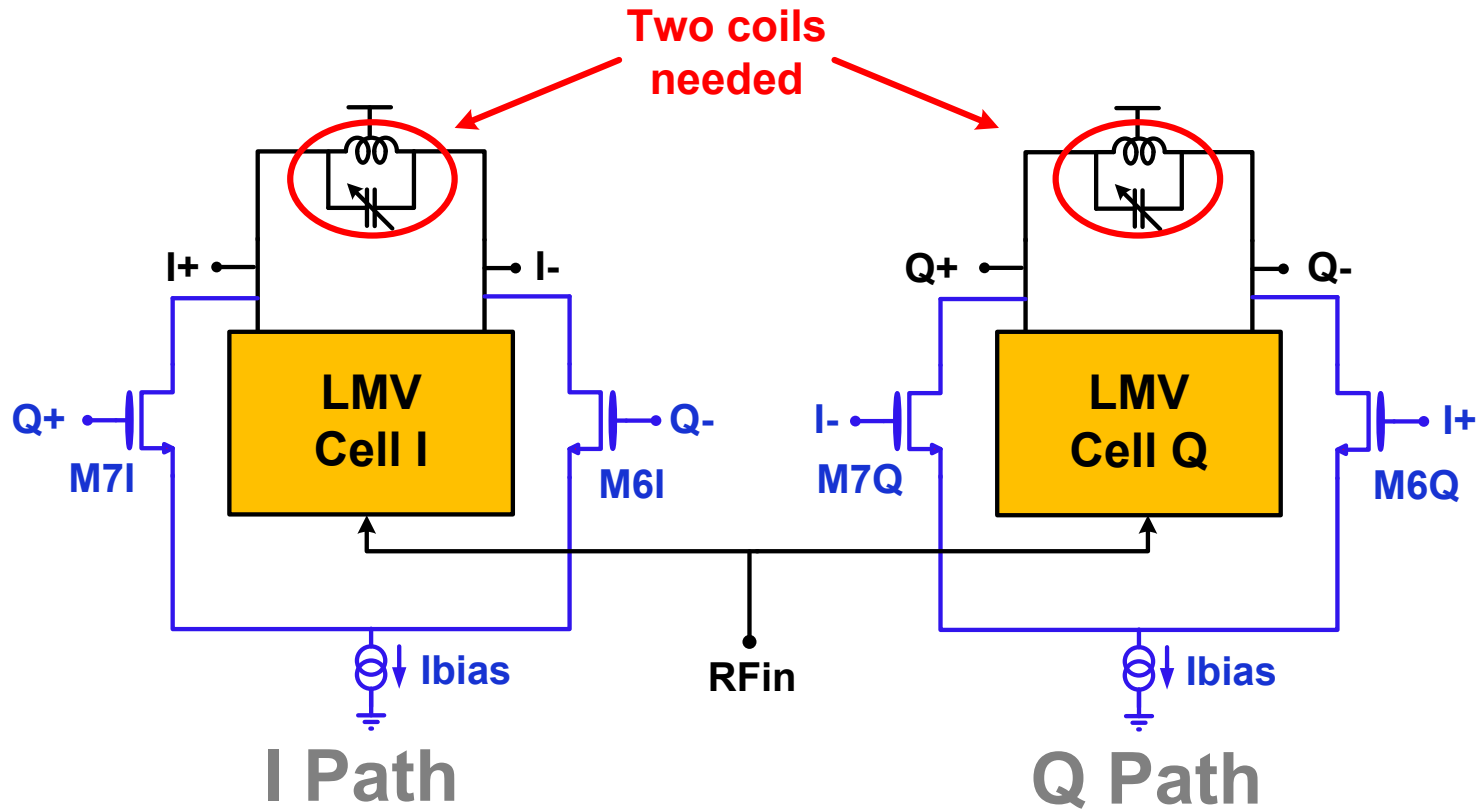 Two coils
needed
I+
I-
Q+
Q-
LMV
Cell I
LMV
Cell Q
Q+
Q-
I-
I+
M7I
M6I
M7Q
M6Q
Ibias
RFin
Ibias
I Path
Q Path